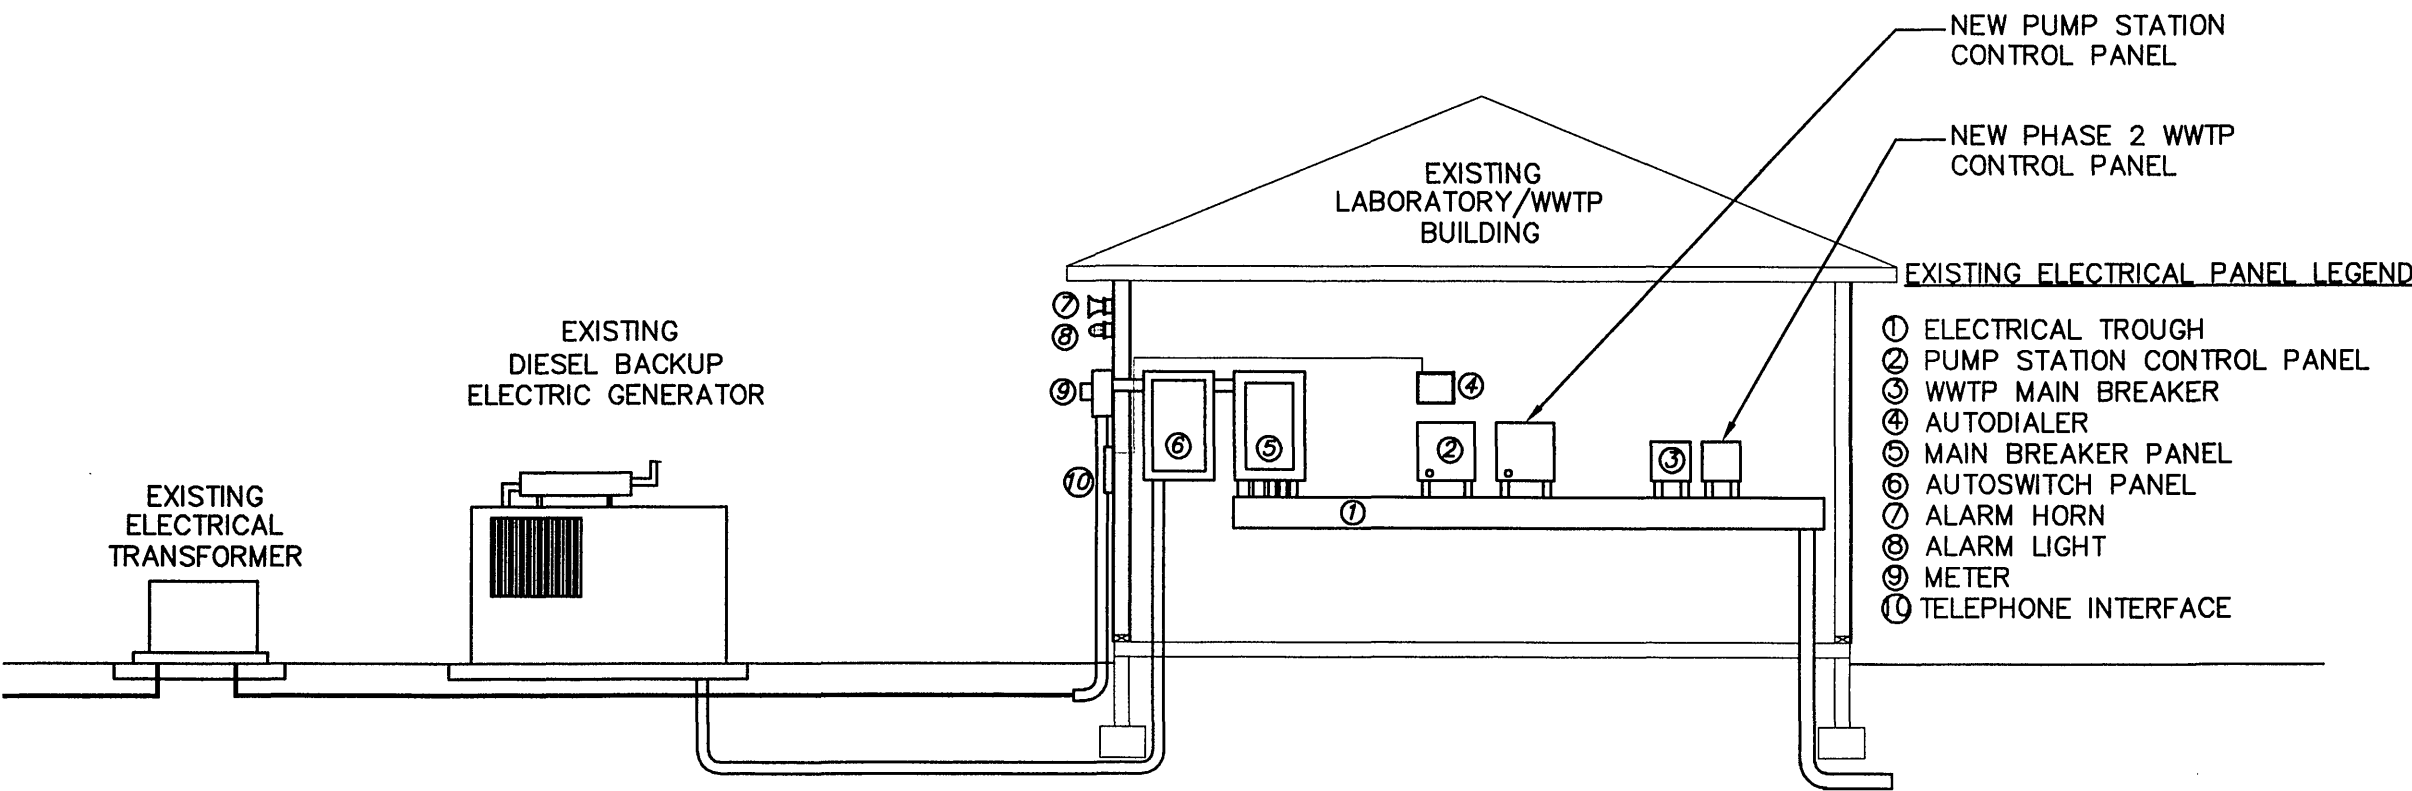 NEW PUMP STATION
CONTROL PANEL
NEW PHASE 2 WWTP
CONTROL PANEL
EXISTING
LABORATORY/WWTP
BUILDING
EXISTING ELECTRICAL PANEL LEGEND
1 ELECTRICAL TROUGH
2 PUMP STATION CONTROL PANEL
3 WWTP MAIN BREAKER
4 AUTODIALER
5 MAIN BREAKER PANEL
6 AUTOSWITCH PANEL
7 ALARM HORN
8 ALARM LIGHT
9 METER
10 TELEPHONE INTERFACE
EXISTING
DIESEL BACKUP
ELECTRIC GENERATOR
EXISTING
ELECTRICAL
TRANSFORMER
7
8
9
10
6
5
4
2
3
1